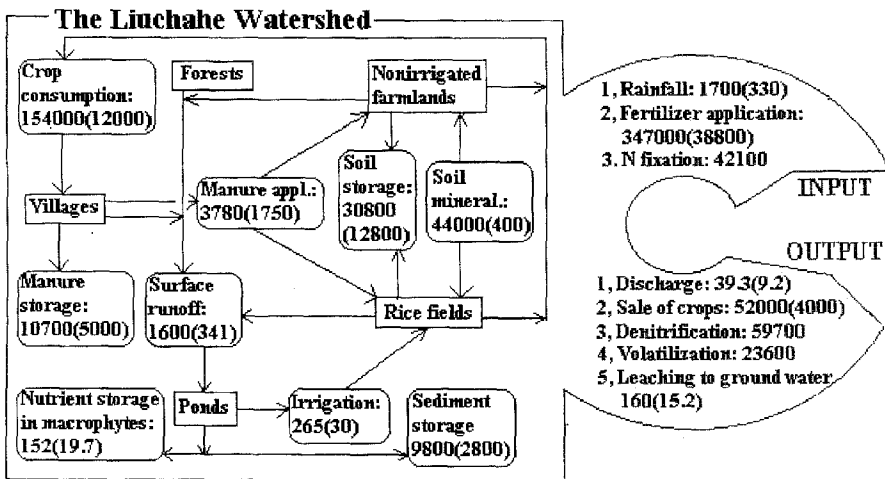 The Liuchahe Watershed
Crop
consumption:
154000(12000)
Forests
Nonirrigated
farmlands
Villages
Manure appl.:
3780(1750)
Soil
storage:
30800
(12800)
Soil
mineral.:
44000(400)
Manure
storage:
10700(5000)
Surface
runoff:
1600(341)
Rice fields
Nutrient storage
in macrophytes:
152(19.7)
Ponds
Irrigation:
265(30)
Sediment
storage
9800(2800)
1, Rainfall: 1700(330)
2, Fertilizer application:
347000(38800)
3. N fixation: 42100
INPUT
OUTPUT
1, Discharge: 39.3(9.2)
2, Sale of crops: 52000(4000)
3, Denitrification: 59700
4, Volatilization: 23600
5, Leaching to ground water
160(15.2)